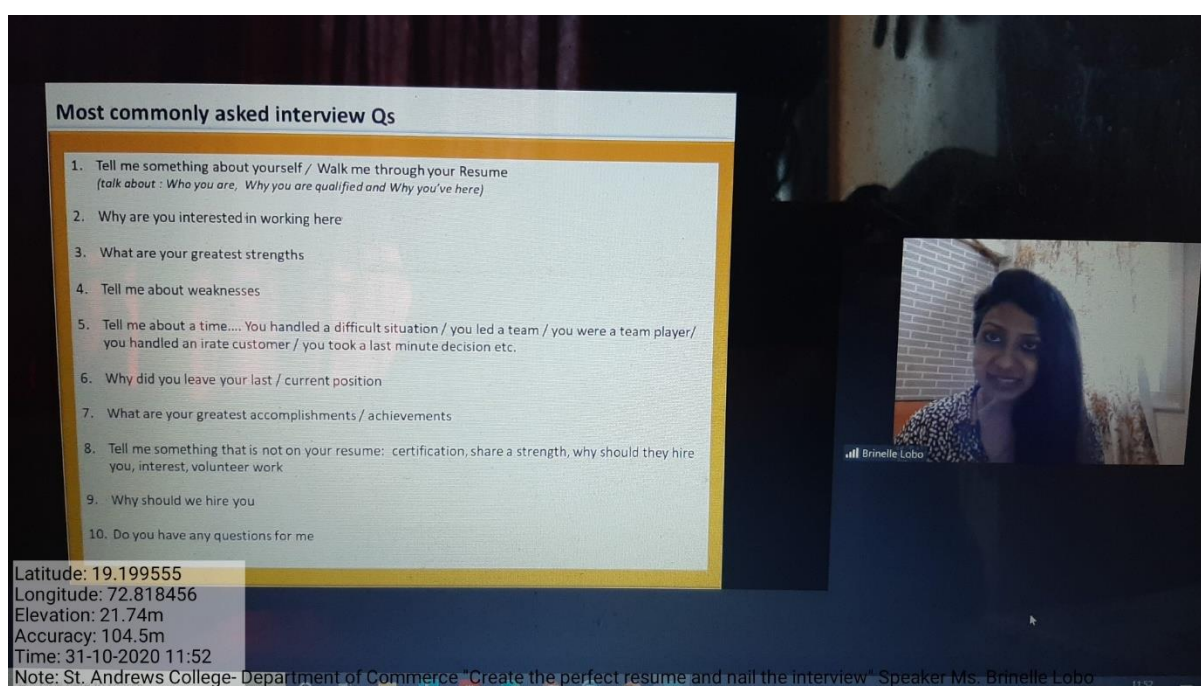 Most commonly asked interview Qs
1. Tell me something about yourself / Walk me through your Resume
(talk about : Who you are, Why you are qualified and Why you've here)
2. Why are you interested in working here
3. What are your greatest strengths
4. Tell me about weaknesses
5. Tell me about a time.... You handled a difficult situation / you led a team / you were a team player/
you handled an irate customer / you took a last minute decision etc.
6. Why did you leave your last / current position
7. What are your greatest accomplishments / achievements
8. Tell me something that is not on your resume: certification, share a strength, why should they hire
you, interest, volunteer work
9. Why should we hire you
10. Do you have any questions for me
Brinelle Lobo
Latitude: 19.199555
Longitude: 72.818456
Elevation: 21.74m
Accuracy: 104.5m
Time: 31-10-2020 11:52
Note: St. Andrews College- Department of Commerce "Create the perfect resume and nail the interview" Speaker Ms. Brinelle Lobo
11:52